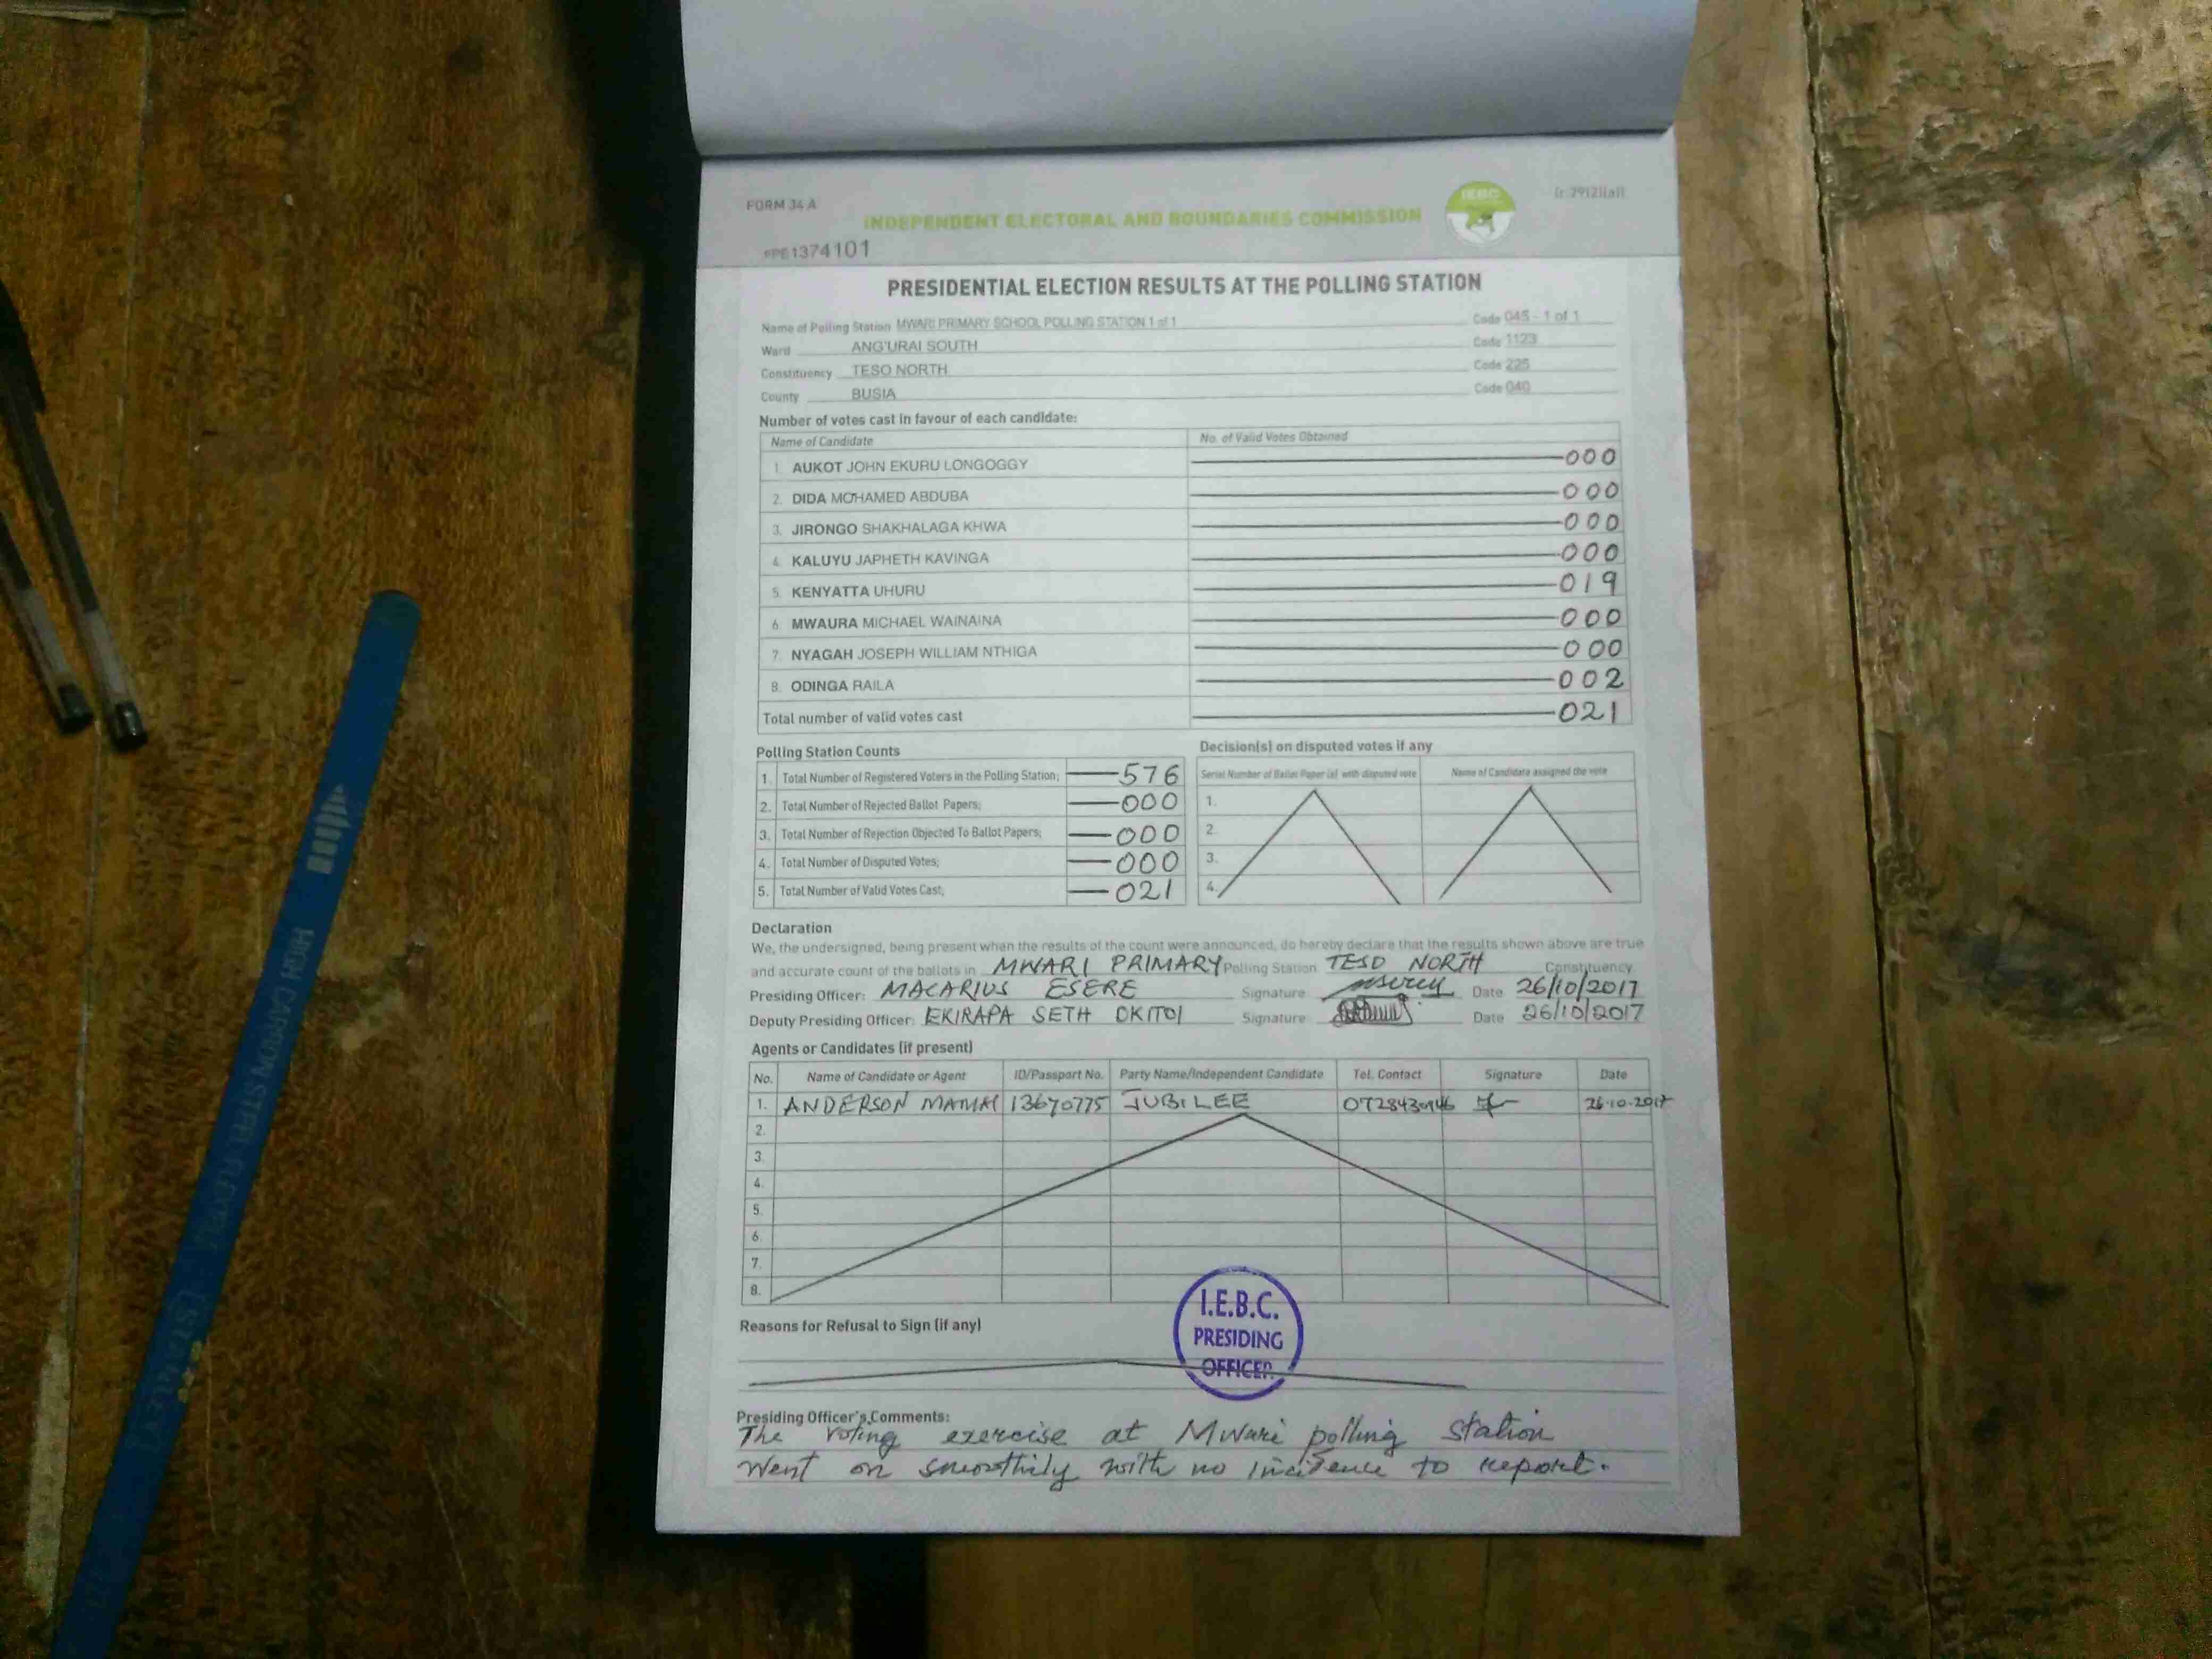 FORM 34 A
INDEPENDENT ELECTORAL AND BOUNDARIES COMMISSION
IEBC
1374101
PRESIDENTIAL ELECTION RESULTS AT THE POLLING STATION
Name of Polling Station MWARI PRIMARY SCHOOL POLLING STATION 1 of 1 Code 045 - 1 of 1
Ward ANG'URAI SOUTH Code 1123
Constituency TESO NORTH Code 225
County BUSIA Code 040
Number of votes cast in favour of each candidate:
Name of Candidate No. of Valid Votes Obtained
1. AUKOT JOHN EKURU LONGOGGY 000
2. DIDA MOHAMED ABDUBA 000
3. JIRONGO SHAKHALAGA KHWA 000
4. KALUYU JAPHETH KAVINGA 000
5. KENYATTA UHURU 019
6. MWAURA MICHAEL WAINAINA 000
7. NYAGAH JOSEPH WILLIAM NTHIGA 000
8. ODINGA RAILA 002
Total number of valid votes cast 021
Polling Station Counts Decision(s) on disputed votes if any
Serial Number of Ballot Paper (s) with disputed vote Name of Candidate assigned the vote
1. Total Number of Registered Voters in the Polling Station; 576
2. Total Number of Rejected Ballot Papers; 000 1.
3. Total Number of Rejection Objected To Ballot Papers; 000 2.
4. Total Number of Disputed Votes; 000 3.
5. Total Number of Valid Votes Cast; 021 4.
Declaration
We, the undersigned, being present when the results of the count were announced, do hereby declare that the results shown above are true
and accurate count of the ballots in MWARI PRIMARY Polling Station TESO NORTH Constituency.
Presiding Officer: MACARIUS ESERE Signature Date 26/10/2017
Deputy Presiding Officer: EKIRAPA SETH OKITOI Signature Date 26/10/2017
Agents or Candidates (if present)
No. Name of Candidate or Agent ID/Passport No. Party Name/Independent Candidate Tel. Contact Signature Date
1. ANDERSON 13670775 JUBILEE 26-10-2017
2.
3.
4.
5.
6.
7.
8.
Reasons for Refusal to Sign (if any)
I.E.B.C.
PRESIDING
OFFICER.
Presiding Officer's Comments:
The voting exercise at Mwari polling station
went on smoothily with no incidence to report.
HIGH CARBON STEEL